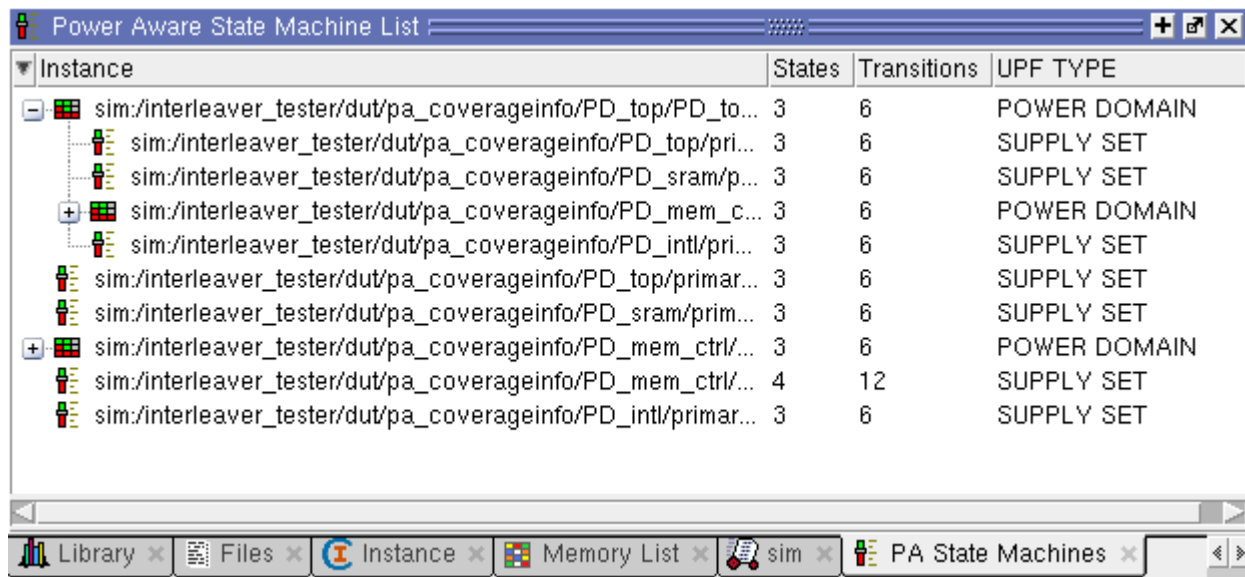 Power Aware State Machine List
Instance States Transitions UPF TYPE
sim:/interleaver_tester/dut/pa_coverageinfo/PD_top/PD_to... 3 6 POWER DOMAIN
sim:/interleaver_tester/dut/pa_coverageinfo/PD_top/pri... 3 6 SUPPLY SET
sim:/interleaver_tester/dut/pa_coverageinfo/PD_sram/p... 3 6 SUPPLY SET
sim:/interleaver_tester/dut/pa_coverageinfo/PD_mem_c... 3 6 POWER DOMAIN
sim:/interleaver_tester/dut/pa_coverageinfo/PD_intl/pri... 3 6 SUPPLY SET
sim:/interleaver_tester/dut/pa_coverageinfo/PD_top/primar... 3 6 SUPPLY SET
sim:/interleaver_tester/dut/pa_coverageinfo/PD_sram/prim... 3 6 SUPPLY SET
sim:/interleaver_tester/dut/pa_coverageinfo/PD_mem_ctrl/... 3 6 POWER DOMAIN
sim:/interleaver_tester/dut/pa_coverageinfo/PD_mem_ctrl/... 4 12 SUPPLY SET
sim:/interleaver_tester/dut/pa_coverageinfo/PD_intl/primar... 3 6 SUPPLY SET
Library Files Instance Memory List sim PA State Machines